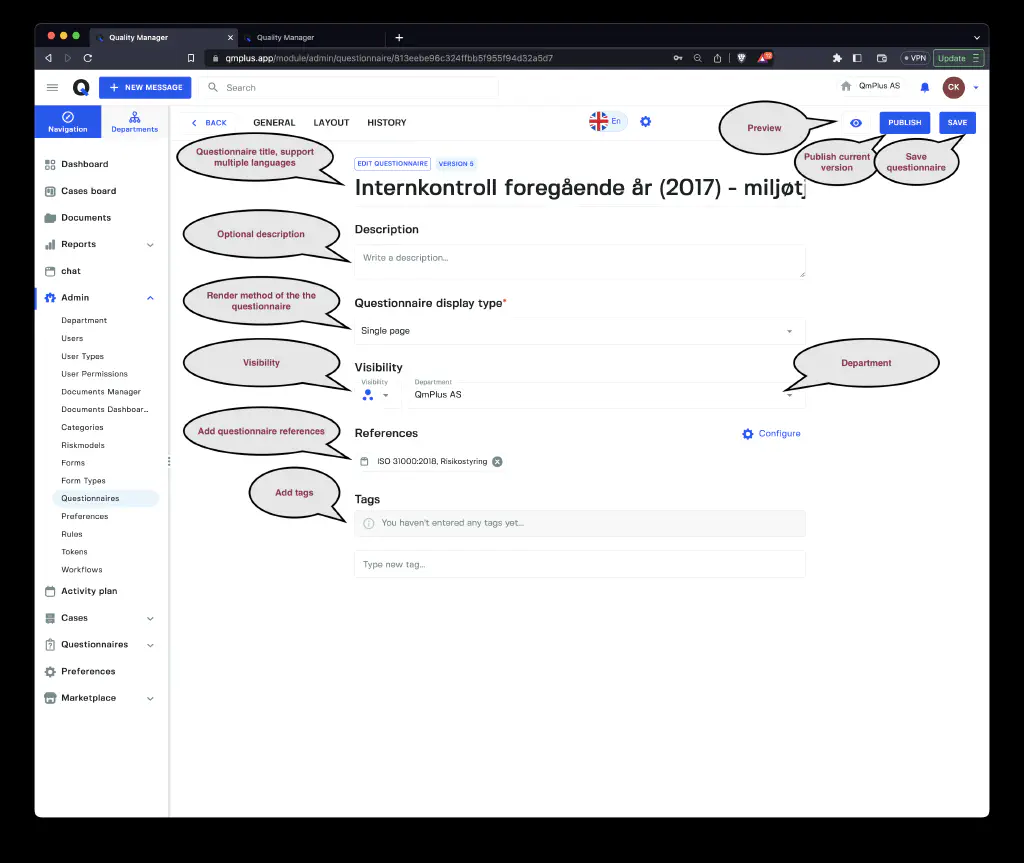 Quality Manager
Quality Manager
qmplus.app/module/admin/questionnaire/813eebe96c324ffbb5f955f94d32a5d7
VPN
Update
NEW MESSAGE
Search
QmPlus AS
CK
Navigation
Departments
BACK
GENERAL
LAYOUT
HISTORY
En
Preview
PUBLISH
SAVE
Questionnaire title, support
multiple languages
Publish current
version
Save
questionnaire
EDIT QUESTIONNAIRE
VERSION 5
Internkontroll foregående år (2017) - miljøtj
Optional description
Description
Write a description...
Render method of the the
questionnaire
Questionnaire display type*
Single page
Visibility
Visibility
Visibility
Department
QmPlus AS
Department
Add questionnaire references
References
Configure
ISO 31000:2018, Risikostyring
Add tags
Tags
You haven't entered any tags yet...
Type new tag...
Dashboard
Cases board
Documents
Reports
chat
Admin
Department
Users
User Types
User Permissions
Documents Manager
Documents Dashboar...
Categories
Riskmodels
Forms
Form Types
Questionnaires
Preferences
Rules
Tokens
Workflows
Activity plan
Cases
Questionnaires
Preferences
Marketplace